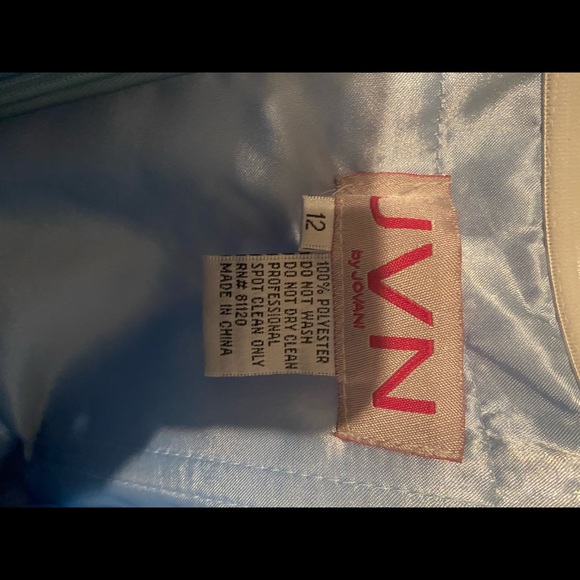 JVN
by JOVANI
12
100% POLYESTER
DO NOT WASH
DO NOT DRY CLEAN
PROFESSIONAL
SPOT CLEAN ONLY
RN# 81120
MADE IN CHINA